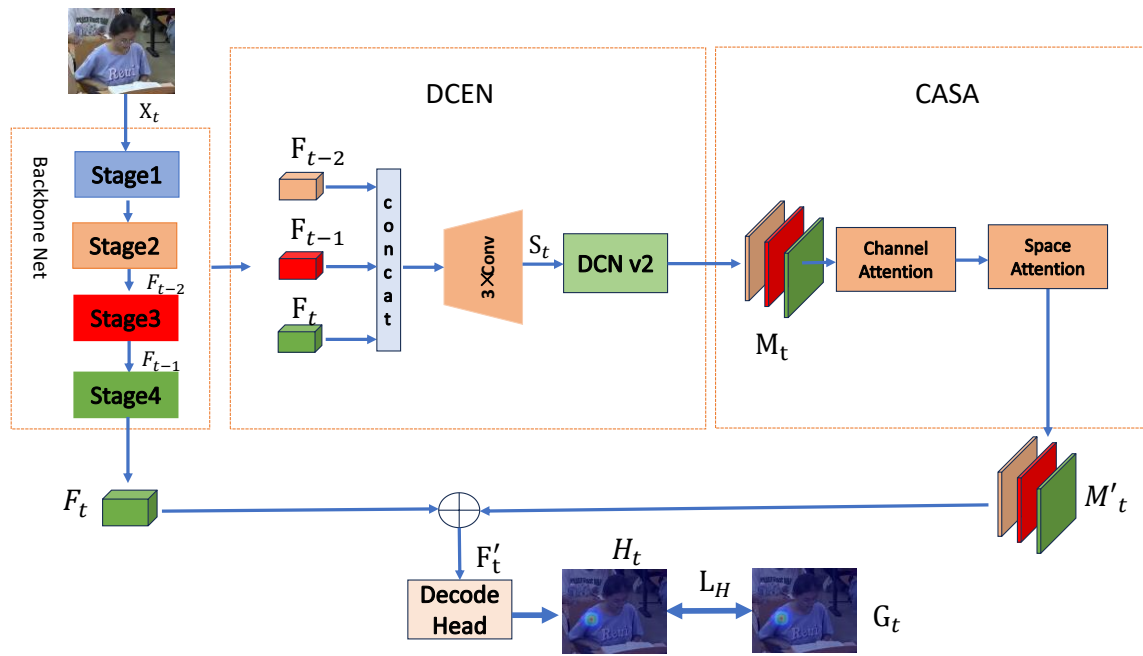 X_t
Backbone Net
Stage1
Stage2
F_{t−2}
Stage3
F_{t−1}
Stage4
DCEN
F_{t−2}
F_{t−1}
F_t
concat
3×Conv
S_t
DCN v2
CASA
M_t
Channel
Attention
Space
Attention
F_t
M'_t
F'_t
Decode
Head
H_t
L_H
G_t